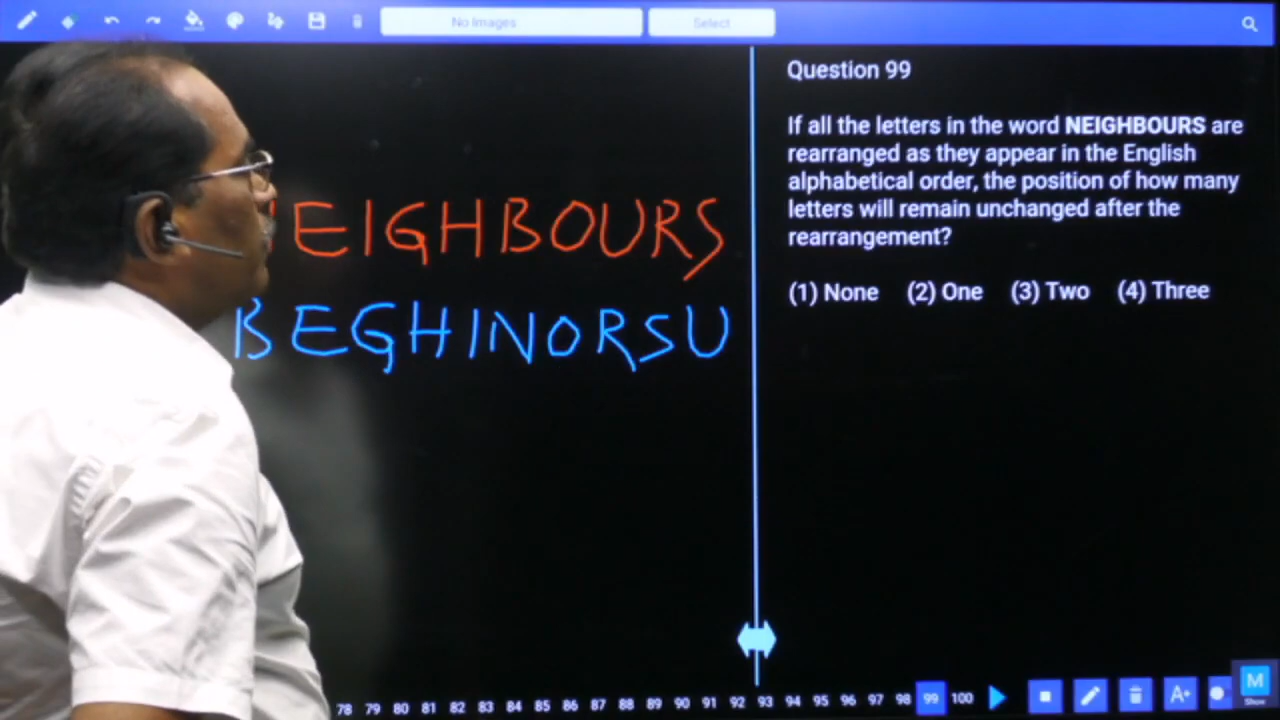 No Images Select
Question 99
If all the letters in the word NEIGHBOURS are
rearranged as they appear in the English
alphabetical order, the position of how many
letters will remain unchanged after the
rearrangement?
(1) None (2) One (3) Two (4) Three
EIGHBOURS
BEGHINORSU
78 79 80 81 82 83 84 85 86 87 88 89 90 91 92 93 94 95 96 97 98 99 100
A+
M
Show